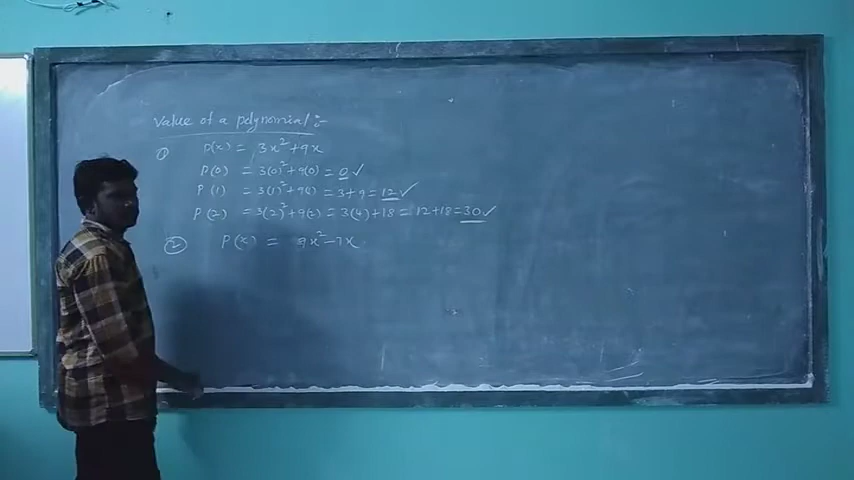 Value of a polynomial :-
① P(x) = 3x²+9x
P(0) = 3(0)²+9(0) = 0 ✓
P(1) = 3(1)²+9(1) = 3+9 = 12 ✓
P(2) = 3(2)²+9(2) = 3(4)+18 = 12+18=30 ✓
② P(x) = 9x²-7x